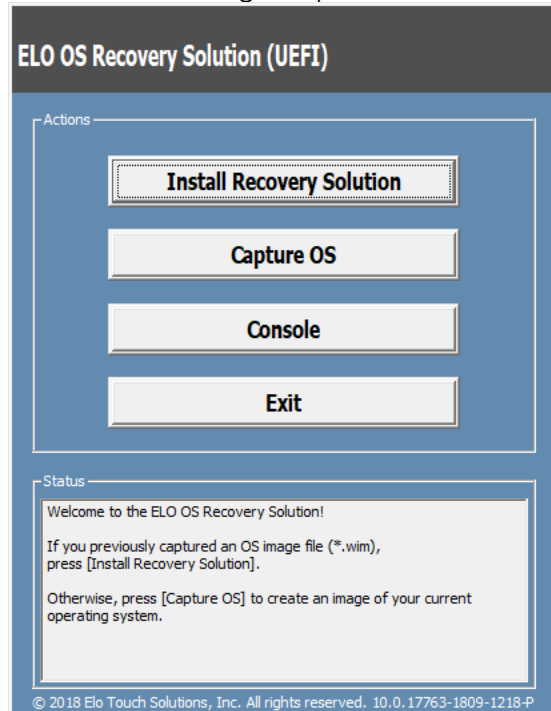 ELO OS Recovery Solution (UEFI)
Actions
Install Recovery Solution
Capture OS
Console
Exit
Status
Welcome to the ELO OS Recovery Solution!
If you previously captured an OS image file (*.wim),
press [Install Recovery Solution].
Otherwise, press [Capture OS] to create an image of your current
operating system.
© 2018 Elo Touch Solutions, Inc. All rights reserved. 10.0.17763-1809-1218-P